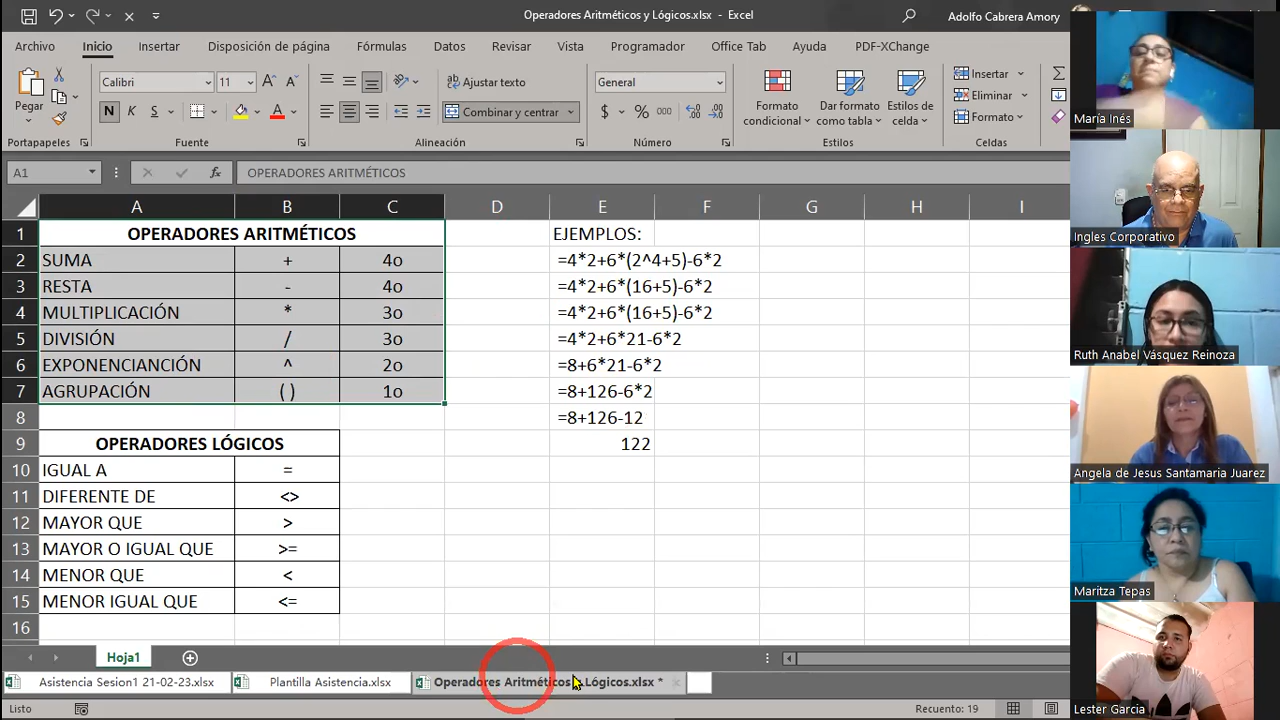 Operadores Aritméticos y Lógicos.xlsx - Excel
Adolfo Cabrera Amory
Archivo Inicio Insertar Disposición de página Fórmulas Datos Revisar Vista Programador Office Tab Ayuda PDF-XChange
Pegar
Calibri 11
N K S
Ajustar texto
Combinar y centrar
General
$ % 000
Formato condicional
Dar formato como tabla
Estilos de celda
Insertar
Eliminar
Formato
Portapapeles Fuente Alineación Número Estilos Celdas
A1 fx OPERADORES ARITMÉTICOS
A B C D E F G H I
1 OPERADORES ARITMÉTICOS EJEMPLOS:
2 SUMA + 4o =4*2+6*(2^4+5)-6*2
3 RESTA - 4o =4*2+6*(16+5)-6*2
4 MULTIPLICACIÓN * 3o =4*2+6*(16+5)-6*2
5 DIVISIÓN / 3o =4*2+6*21-6*2
6 EXPONENCIANCIÓN ^ 2o =8+6*21-6*2
7 AGRUPACIÓN ( ) 1o =8+126-6*2
8 =8+126-12
9 OPERADORES LÓGICOS 122
10 IGUAL A =
11 DIFERENTE DE <>
12 MAYOR QUE >
13 MAYOR O IGUAL QUE >=
14 MENOR QUE <
15 MENOR IGUAL QUE <=
16
Hoja1
Asistencia Sesion1 21-02-23.xlsx Plantilla Asistencia.xlsx Operadores Aritméticos y Lógicos.xlsx *
Listo Recuento: 19
María Inés
Ingles Corporativo
Ruth Anabel Vásquez Reinoza
Angela de Jesus Santamaria Juarez
Maritza Tepas
Lester Garcia